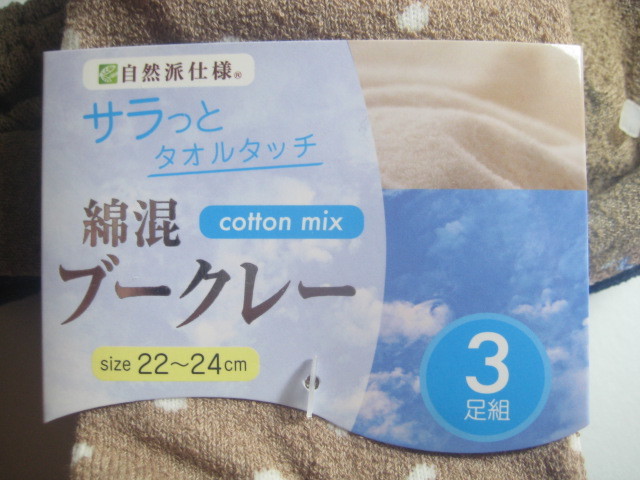 自然派仕様®
サラっと
タオルタッチ
綿混 cotton mix
ブークレー
size 22～24cm
3
足組